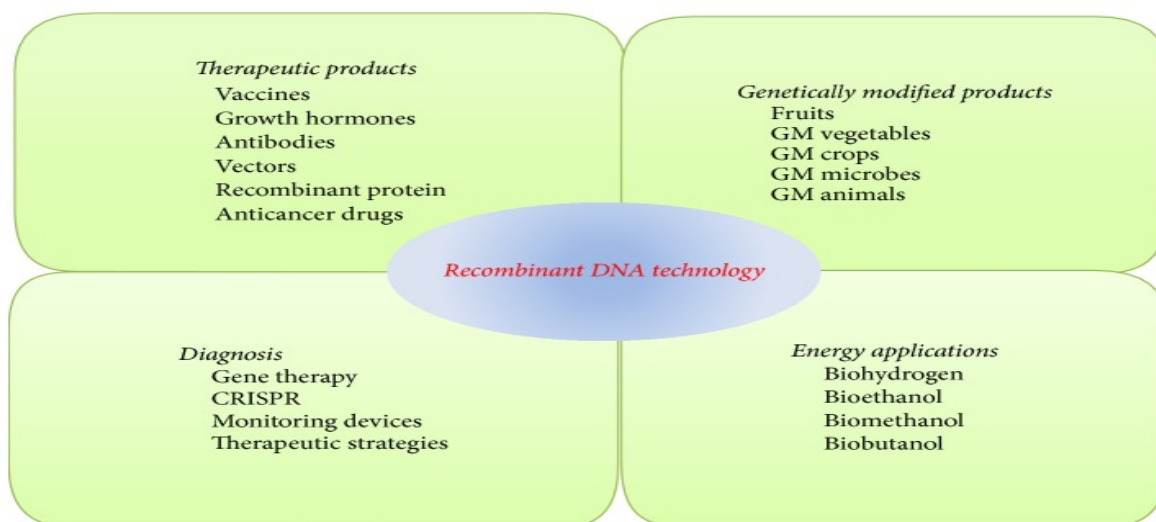 Therapeutic products
Vaccines
Growth hormones
Antibodies
Vectors
Recombinant protein
Anticancer drugs
Genetically modified products
Fruits
GM vegetables
GM crops
GM microbes
GM animals
Recombinant DNA technology
Diagnosis
Gene therapy
CRISPR
Monitoring devices
Therapeutic strategies
Energy applications
Biohydrogen
Bioethanol
Biomethanol
Biobutanol